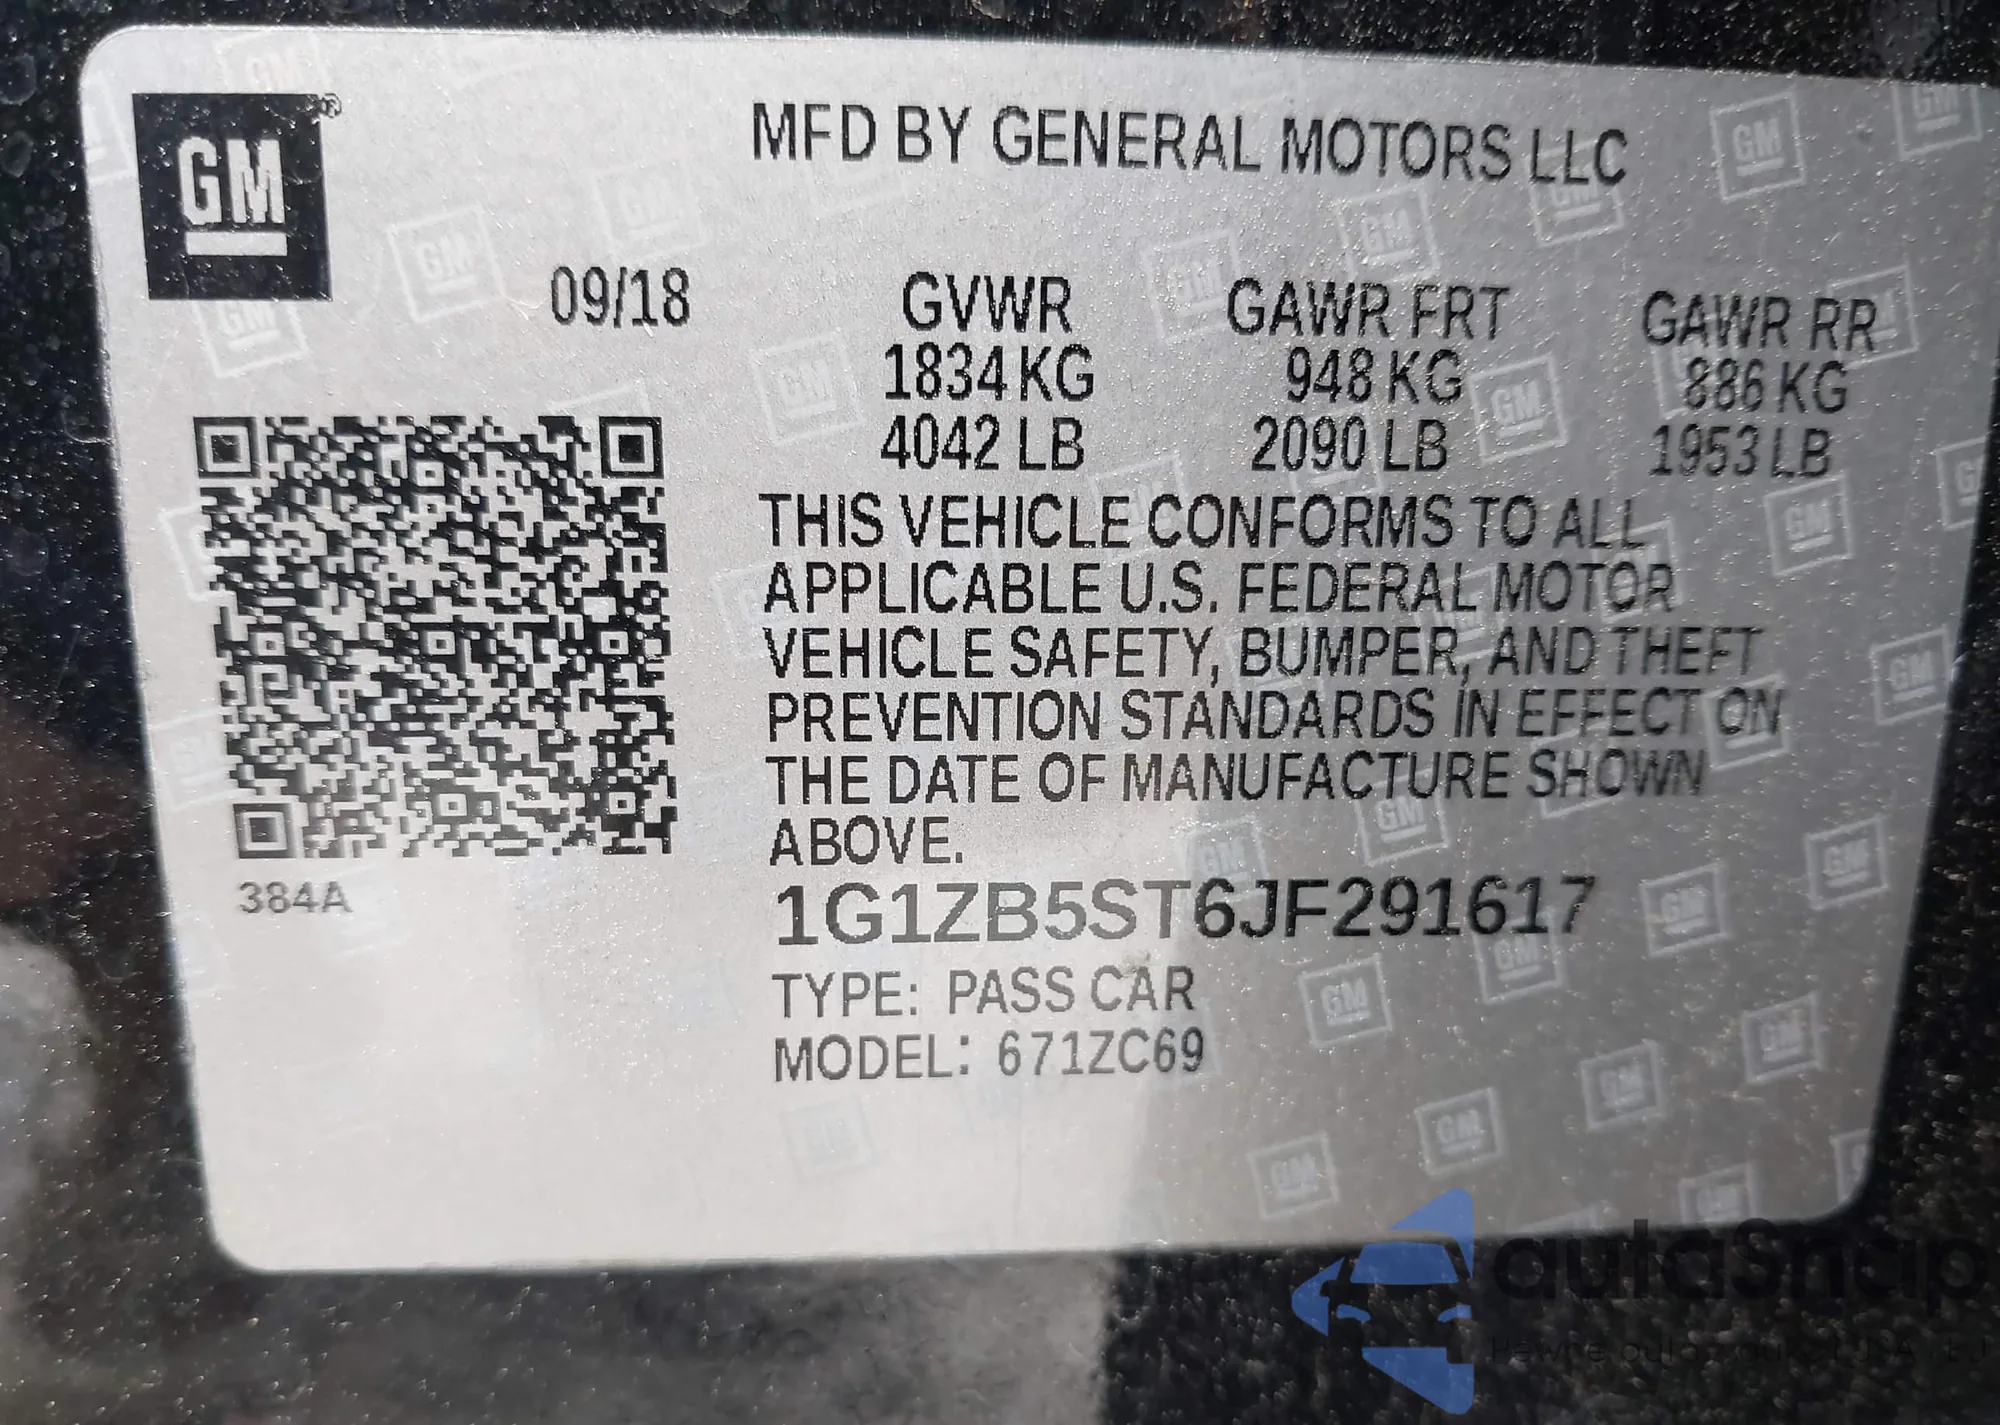 GM
MFD BY GENERAL MOTORS LLC
09/18
GVWR GAWR FRT GAWR RR
1834 KG 948 KG 886 KG
4042 LB 2090 LB 1953 LB
THIS VEHICLE CONFORMS TO ALL
APPLICABLE U.S. FEDERAL MOTOR
VEHICLE SAFETY, BUMPER, AND THEFT
PREVENTION STANDARDS IN EFFECT ON
THE DATE OF MANUFACTURE SHOWN
ABOVE.
384A
1G1ZB5ST6JF291617
TYPE: PASS CAR
MODEL: 671ZC69
autaSnap